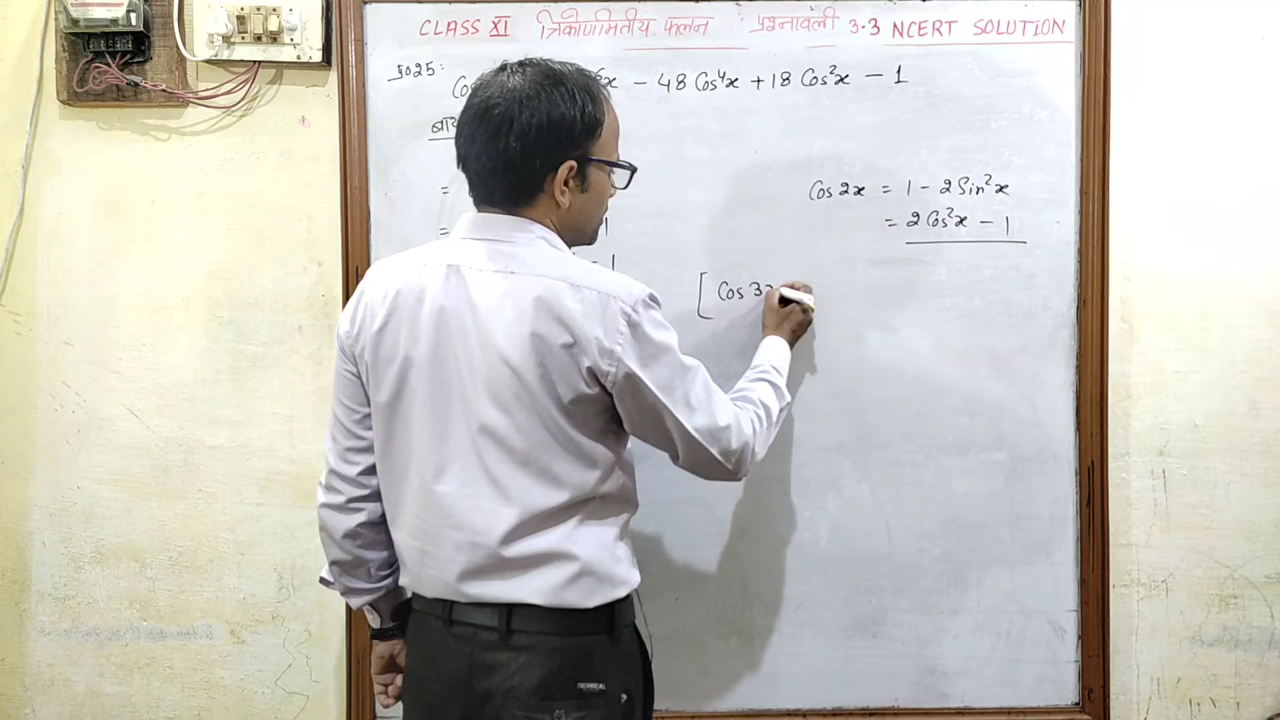 CLASS XI त्रिकोणमितीय फलन प्रश्नावली 3.3 NCERT SOLUTION
प्र025: - 48 Cos⁴x + 18 Cos²x - 1
Cos 2x = 1 - 2 Sin²x
= 2 Cos²x - 1
=
=
[ Cos 3
TECHNICAL